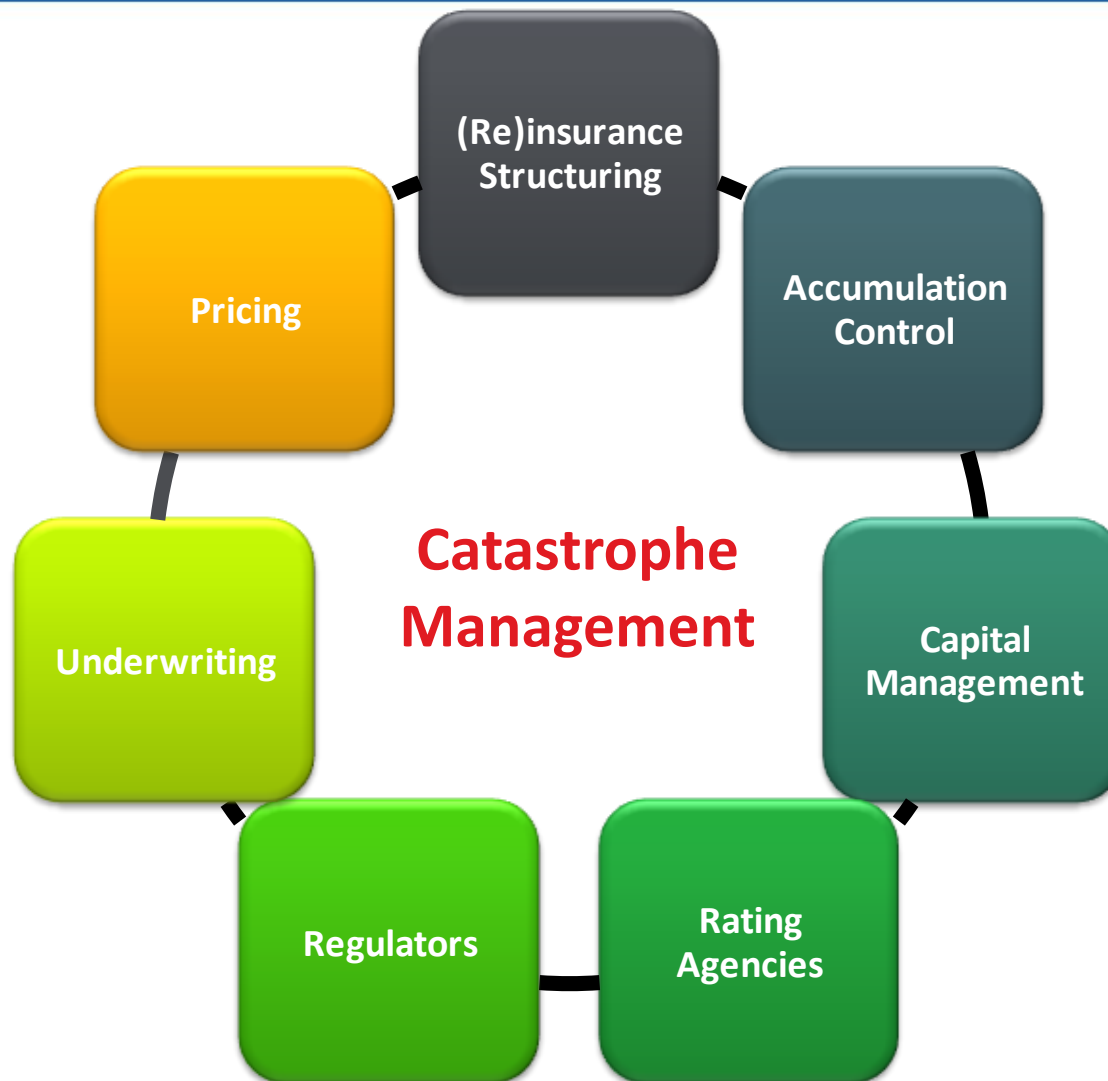 (Re)insurance
Structuring
Accumulation
Control
Pricing
Catastrophe
Management
Capital
Management
Underwriting
Rating
Agencies
Regulators